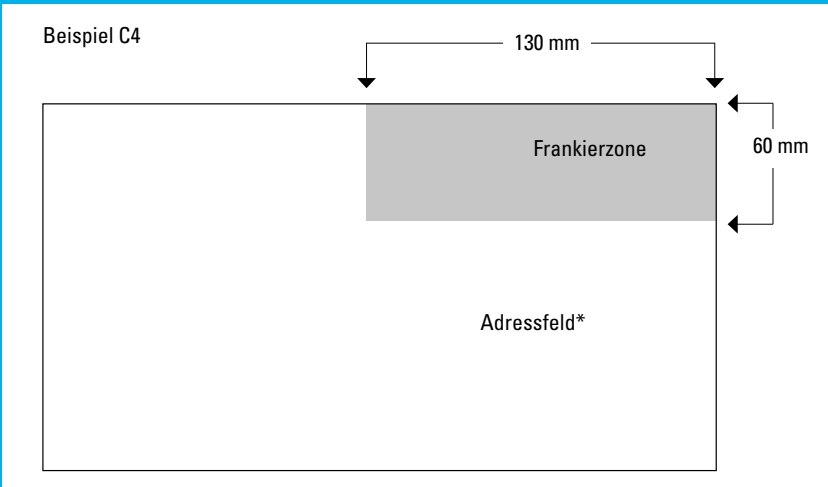 Beispiel C4
130 mm
Frankierzone
60 mm
Adressfeld*